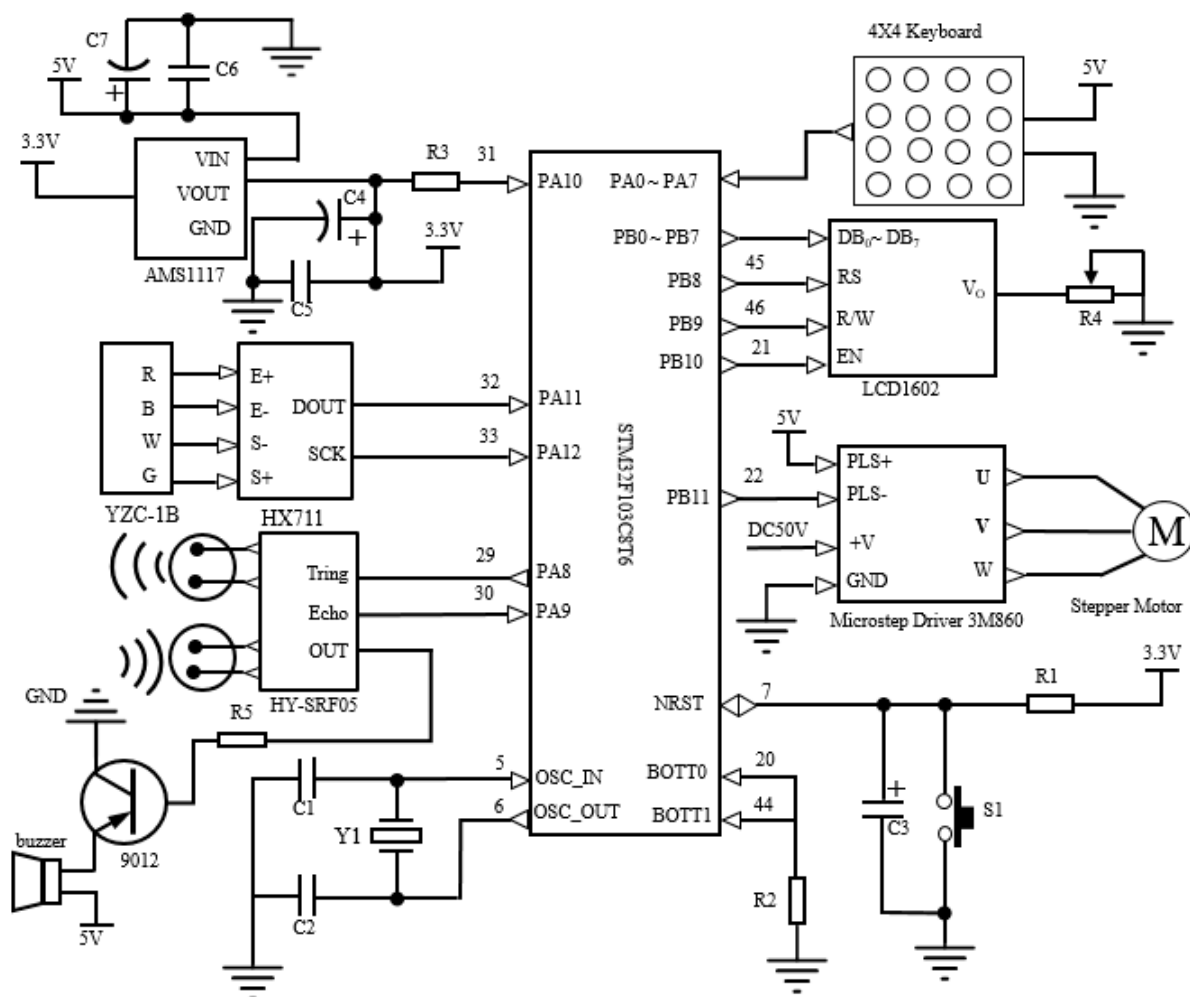 C7
C6
5V
+
3.3V
VIN
VOUT
GND
AMS1117
R3
31
C4
+
3.3V
C5
R
B
W
G
YZC-1B
E+
E-
S-
S+
DOUT
SCK
HX711
32
33
Tring
Echo
OUT
HY-SRF05
29
30
GND
R5
9012
buzzer
5V
C1
C2
Y1
5
6
PA10
PA11
PA12
PA8
PA9
OSC_IN
OSC_OUT
STM32F103C8T6
PA0~PA7
PB0~PB7
PB8
PB9
PB10
PB11
NRST
BOTT0
BOTT1
4X4 Keyboard
5V
45
46
21
DB₀~DB₇
RS
R/W
EN
V_O
LCD1602
R4
22
5V
DC50V
PLS+
PLS-
+V
GND
U
V
W
M
Microstep Driver 3M860
Stepper Motor
7
R1
3.3V
20
44
R2
+
C3
S1